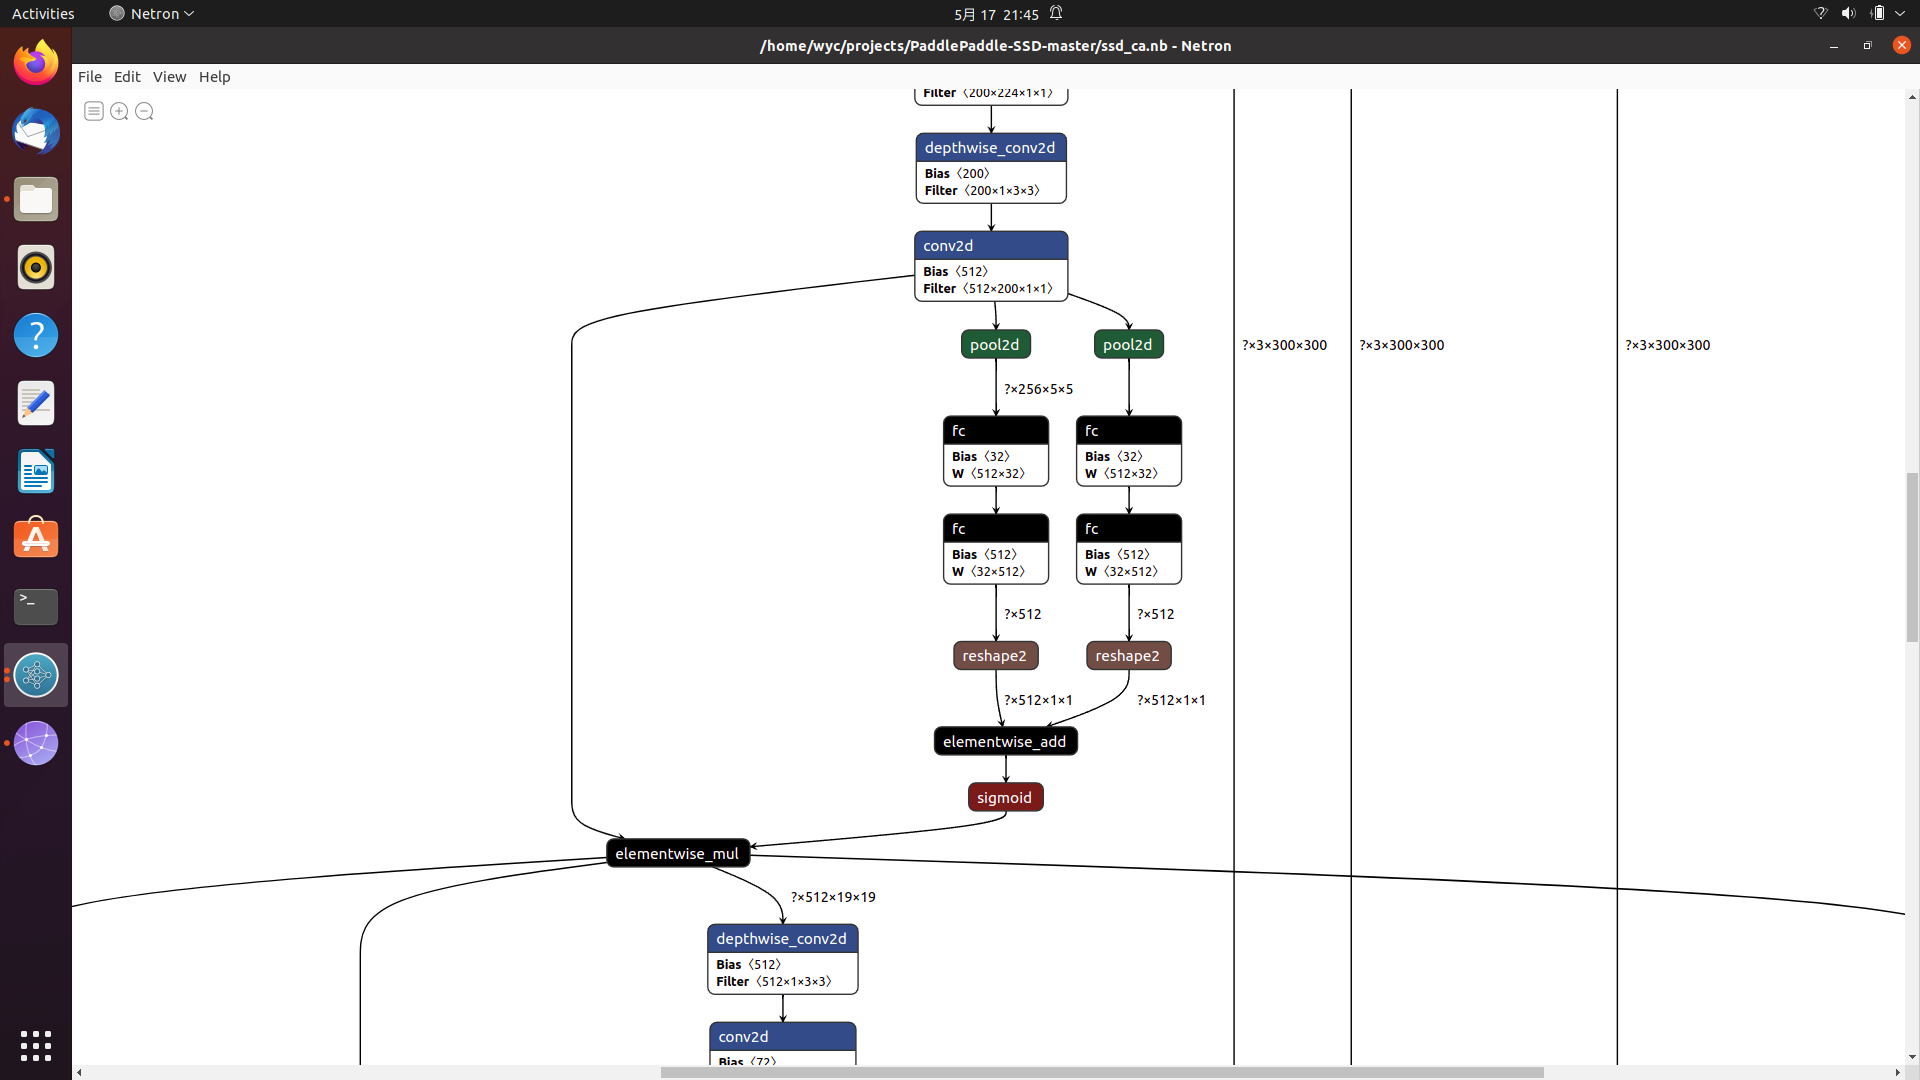 Activities
Netron
5月 17 21:45
/home/wyc/projects/PaddlePaddle-SSD-master/ssd_ca.nb - Netron
File Edit View Help
Filter 〈200×224×1×1〉
depthwise_conv2d
Bias 〈200〉
Filter 〈200×1×3×3〉
conv2d
Bias 〈512〉
Filter 〈512×200×1×1〉
pool2d pool2d
?×3×300×300 ?×3×300×300 ?×3×300×300
?×256×5×5
fc fc
Bias 〈32〉 Bias 〈32〉
W 〈512×32〉 W 〈512×32〉
fc fc
Bias 〈512〉 Bias 〈512〉
W 〈32×512〉 W 〈32×512〉
?×512 ?×512
reshape2 reshape2
?×512×1×1 ?×512×1×1
elementwise_add
sigmoid
elementwise_mul
?×512×19×19
depthwise_conv2d
Bias 〈512〉
Filter 〈512×1×3×3〉
conv2d
Bias 〈72〉